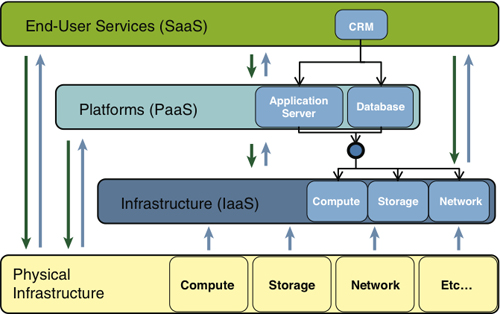 End-User Services (SaaS)
CRM
Platforms (PaaS)
Application
Server
Database
Infrastructure (IaaS)
Compute
Storage
Network
Physical
Infrastructure
Compute
Storage
Network
Etc...